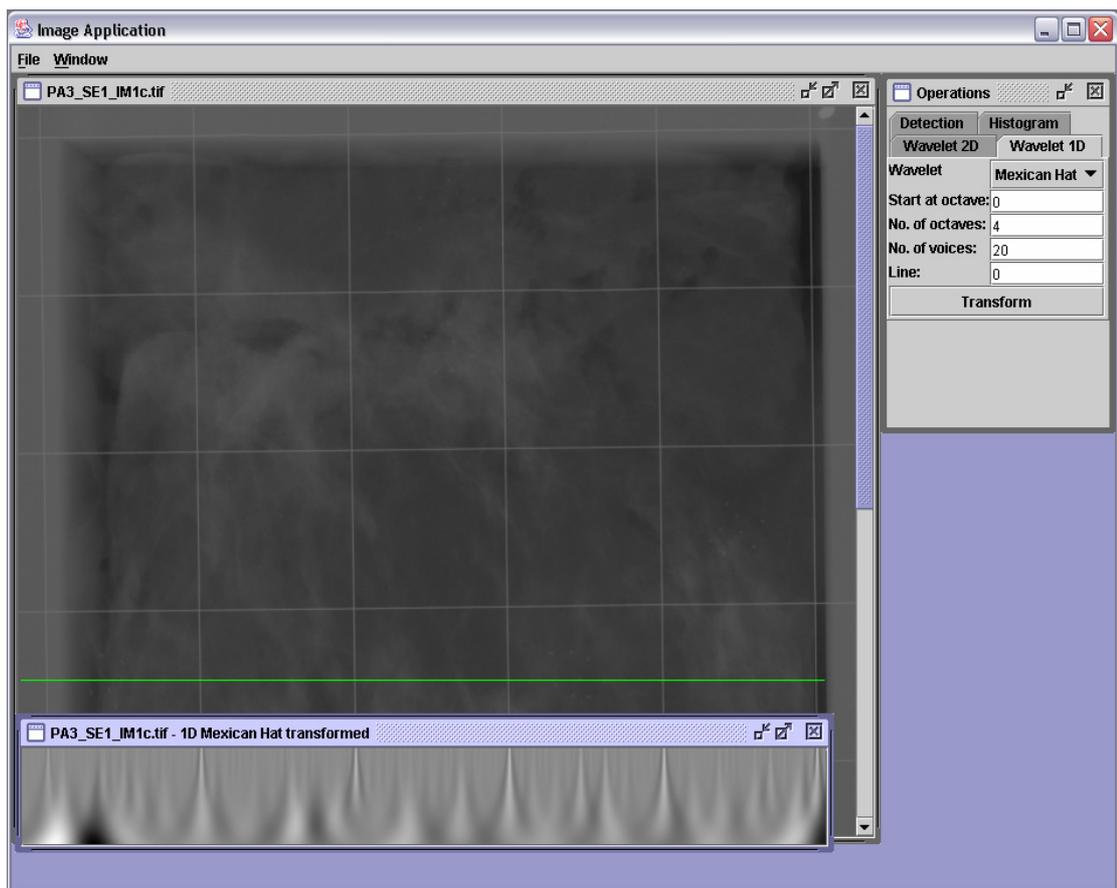 Image Application
File Window
PA3_SE1_IM1c.tif
Operations
Detection Histogram
Wavelet 2D Wavelet 1D
Wavelet Mexican Hat
Start at octave: 0
No. of octaves: 4
No. of voices: 20
Line: 0
Transform
PA3_SE1_IM1c.tif - 1D Mexican Hat transformed